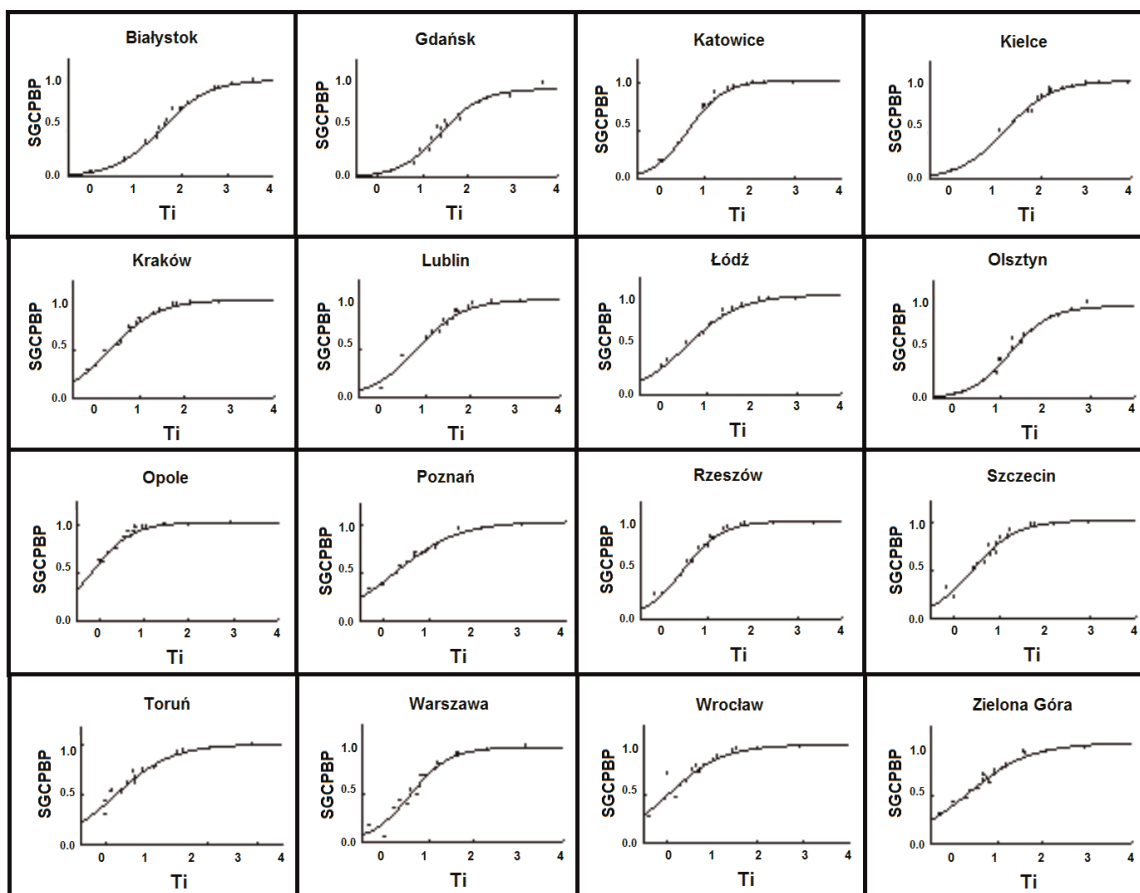 Białystok
SGCPBP
1.0
0.5
0.0
0 1 2 3 4
Ti
Gdańsk
SGCPBP
1.0
0.5
0.0
0 1 2 3 4
Ti
Katowice
SGCPBP
1.0
0.5
0.0
0 1 2 3 4
Ti
Kielce
SGCPBP
1.0
0.5
0.0
0 1 2 3 4
Ti
Kraków
SGCPBP
1.0
0.5
0.0
0 1 2 3 4
Ti
Lublin
SGCPBP
1.0
0.5
0.0
0 1 2 3 4
Ti
Łódź
SGCPBP
1.0
0.5
0.0
0 1 2 3 4
Ti
Olsztyn
SGCPBP
1.0
0.5
0.0
0 1 2 3 4
Ti
Opole
SGCPBP
1.0
0.5
0.0
0 1 2 3 4
Ti
Poznań
SGCPBP
1.0
0.5
0.0
0 1 2 3 4
Ti
Rzeszów
SGCPBP
1.0
0.5
0.0
0 1 2 3 4
Ti
Szczecin
SGCPBP
1.0
0.5
0.0
0 1 2 3 4
Ti
Toruń
SGCPBP
1.0
0.5
0.0
0 1 2 3 4
Ti
Warszawa
SGCPBP
1.0
0.5
0.0
0 1 2 3 4
Ti
Wrocław
SGCPBP
1.0
0.5
0.0
0 1 2 3 4
Ti
Zielona Góra
SGCPBP
1.0
0.5
0.0
0 1 2 3 4
Ti